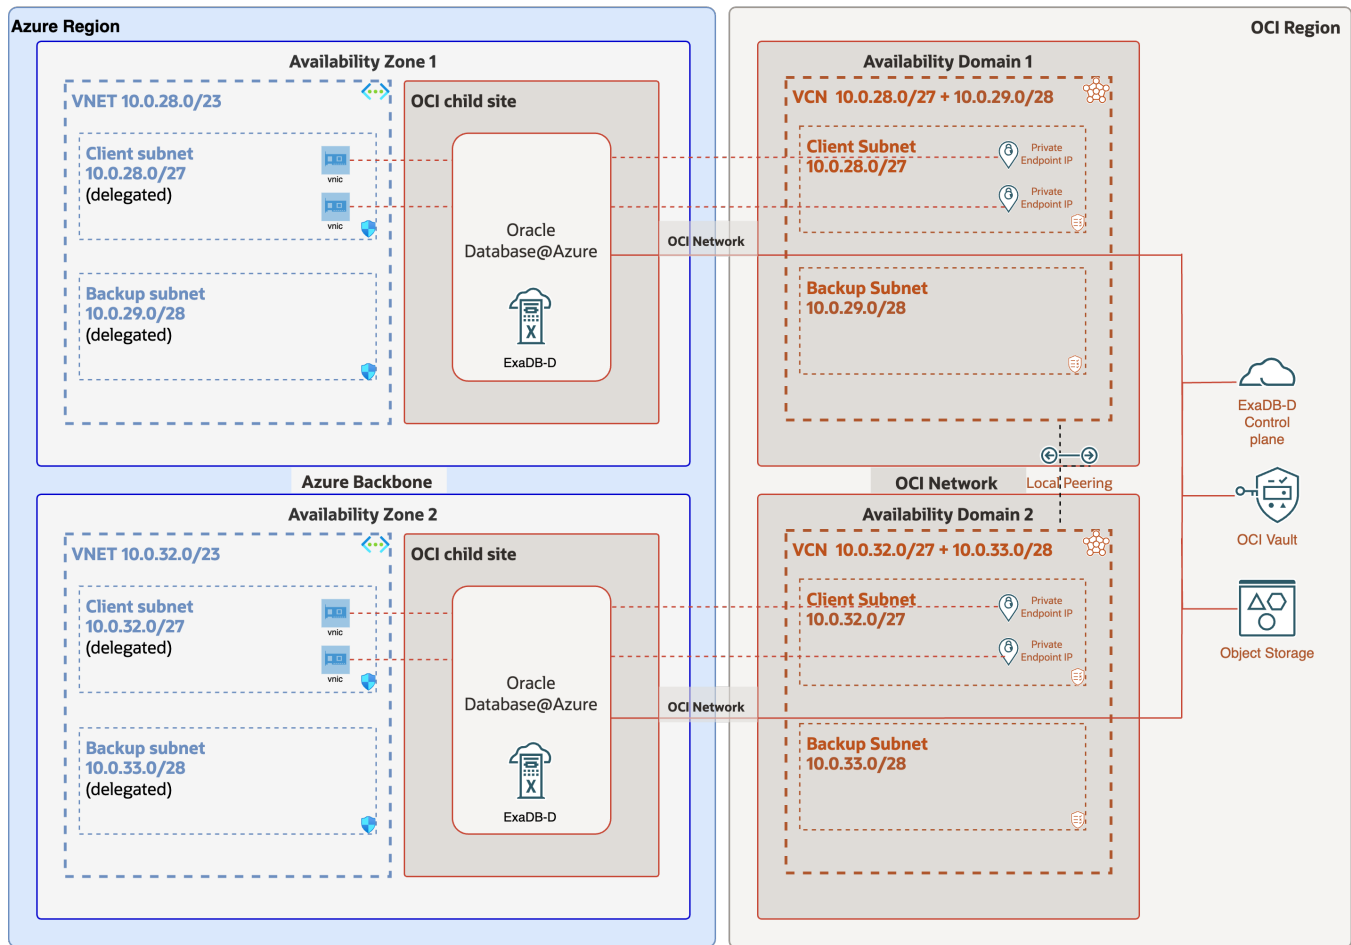 Azure Region
OCI Region
Availability Zone 1
VNET 10.0.28.0/23
Client subnet
10.0.28.0/27
(delegated)
vnic
vnic
Backup subnet
10.0.29.0/28
(delegated)
OCI child site
Oracle
Database@Azure
X
ExaDB-D
OCI Network
Availability Domain 1
VCN 10.0.28.0/27 + 10.0.29.0/28
Client Subnet
10.0.28.0/27
Private
Endpoint IP
Private
Endpoint IP
Backup Subnet
10.0.29.0/28
Azure Backbone
OCI Network
Local Peering
Availability Zone 2
VNET 10.0.32.0/23
Client subnet
10.0.32.0/27
(delegated)
vnic
vnic
Backup subnet
10.0.33.0/28
(delegated)
OCI child site
Oracle
Database@Azure
X
ExaDB-D
OCI Network
Availability Domain 2
VCN 10.0.32.0/27 + 10.0.33.0/28
Client Subnet
10.0.32.0/27
Private
Endpoint IP
Private
Endpoint IP
Backup Subnet
10.0.33.0/28
ExaDB-D
Control
plane
OCI Vault
Object Storage